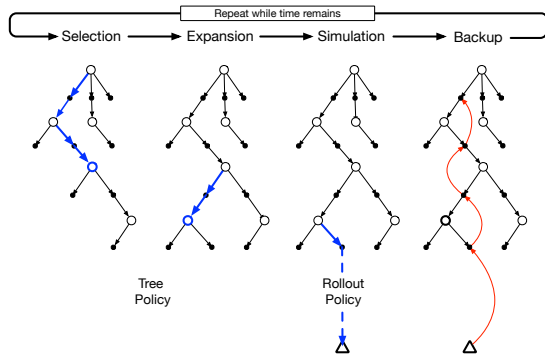 Repeat while time remains
Selection
Expansion
Simulation
Backup
Tree
Policy
Rollout
Policy